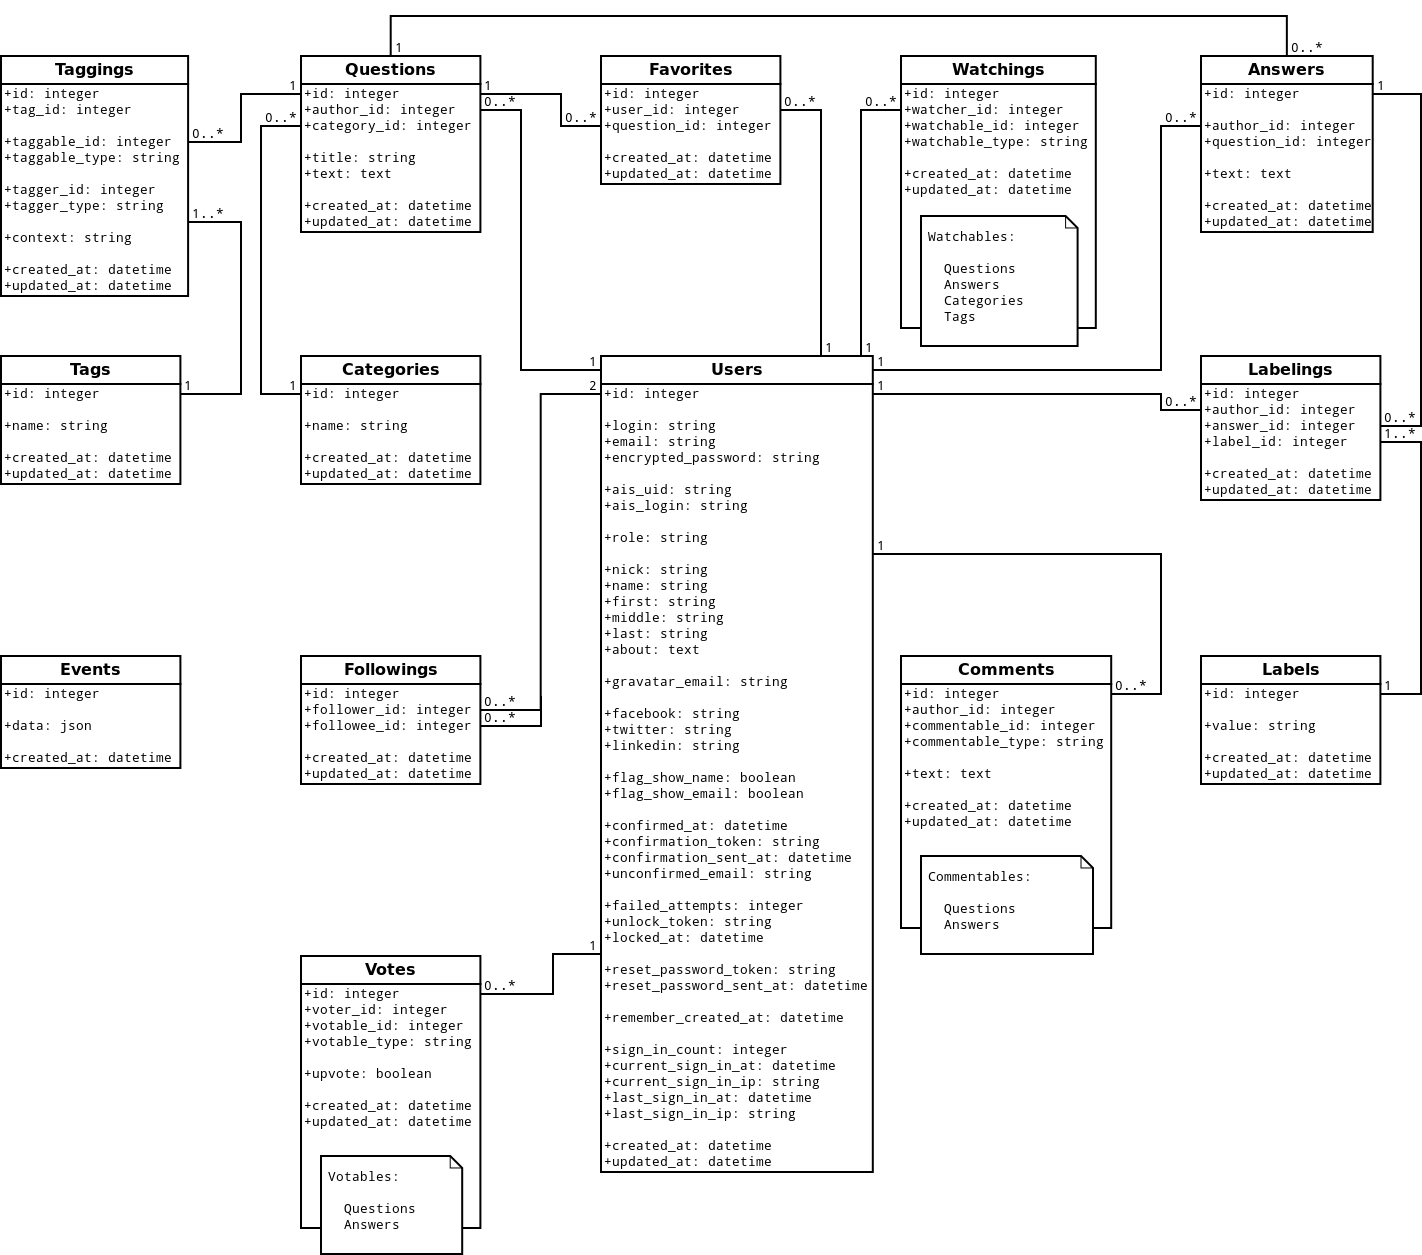 1
0..*
Taggings
+id: integer
+tag_id: integer
+taggable_id: integer
+taggable_type: string
+tagger_id: integer
+tagger_type: string
+context: string
+created_at: datetime
+updated_at: datetime
0..*
1..*
1
0..*
Questions
+id: integer
+author_id: integer
+category_id: integer
+title: string
+text: text
+created_at: datetime
+updated_at: datetime
1
0..*
0..*
Favorites
+id: integer
+user_id: integer
+question_id: integer
+created_at: datetime
+updated_at: datetime
0..*
0..*
Watchings
+id: integer
+watcher_id: integer
+watchable_id: integer
+watchable_type: string
+created_at: datetime
+updated_at: datetime
Watchables:
Questions
Answers
Categories
Tags
0..*
Answers
+id: integer
+author_id: integer
+question_id: integer
+text: text
+created_at: datetime
+updated_at: datetime
1
Tags
+id: integer
+name: string
+created_at: datetime
+updated_at: datetime
1
1
Categories
+id: integer
+name: string
+created_at: datetime
+updated_at: datetime
1
2
1
1
1
1
Users
+id: integer
+login: string
+email: string
+encrypted_password: string
+ais_uid: string
+ais_login: string
+role: string
+nick: string
+name: string
+first: string
+middle: string
+last: string
+about: text
+gravatar_email: string
+facebook: string
+twitter: string
+linkedin: string
+flag_show_name: boolean
+flag_show_email: boolean
+confirmed_at: datetime
+confirmation_token: string
+confirmation_sent_at: datetime
+unconfirmed_email: string
+failed_attempts: integer
+unlock_token: string
+locked_at: datetime
+reset_password_token: string
+reset_password_sent_at: datetime
+remember_created_at: datetime
+sign_in_count: integer
+current_sign_in_at: datetime
+current_sign_in_ip: string
+last_sign_in_at: datetime
+last_sign_in_ip: string
+created_at: datetime
+updated_at: datetime
1
1
0..*
Labelings
+id: integer
+author_id: integer
+answer_id: integer
+label_id: integer
+created_at: datetime
+updated_at: datetime
0..*
1..*
Events
+id: integer
+data: json
+created_at: datetime
Followings
+id: integer
+follower_id: integer
+followee_id: integer
+created_at: datetime
+updated_at: datetime
0..*
0..*
Comments
+id: integer
+author_id: integer
+commentable_id: integer
+commentable_type: string
+text: text
+created_at: datetime
+updated_at: datetime
Commentables:
Questions
Answers
0..*
Labels
+id: integer
+value: string
+created_at: datetime
+updated_at: datetime
1
Votes
+id: integer
+voter_id: integer
+votable_id: integer
+votable_type: string
+upvote: boolean
+created_at: datetime
+updated_at: datetime
Votables:
Questions
Answers
0..*